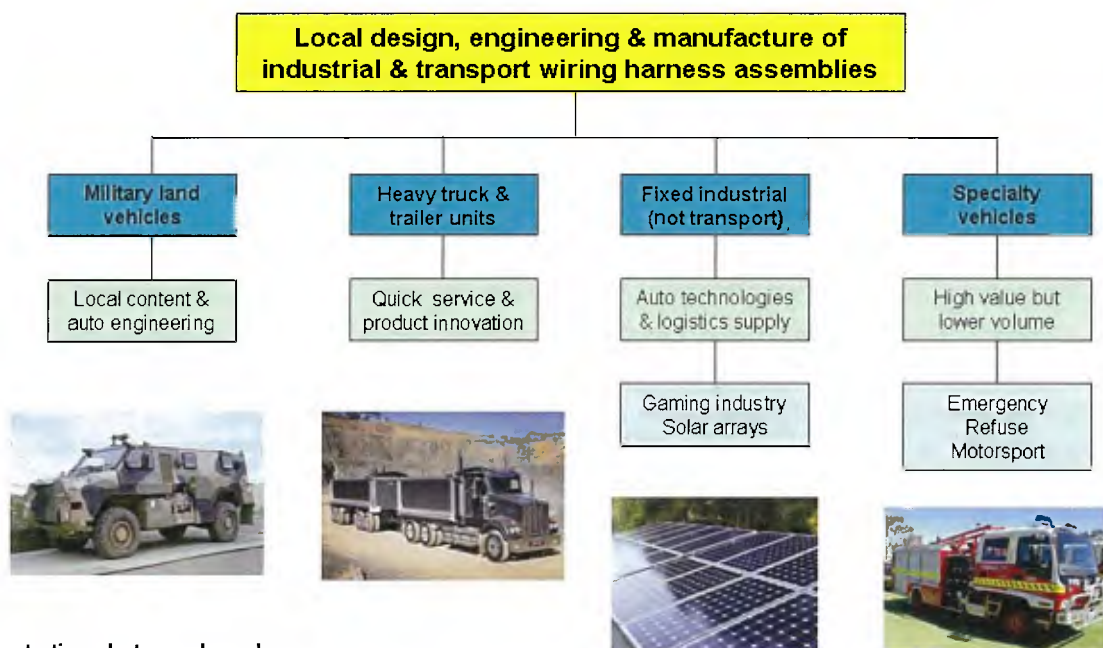 Local design, engineering & manufacture of
industrial & transport wiring harness assemblies
Military land
vehicles
Heavy truck &
trailer units
Fixed industrial
(not transport)
Specialty
vehicles
Local content &
auto engineering
Quick service &
product innovation
Auto technologies
& logistics supply
High value but
lower volume
Gaming industry
Solar arrays
Emergency
Refuse
Motorsport